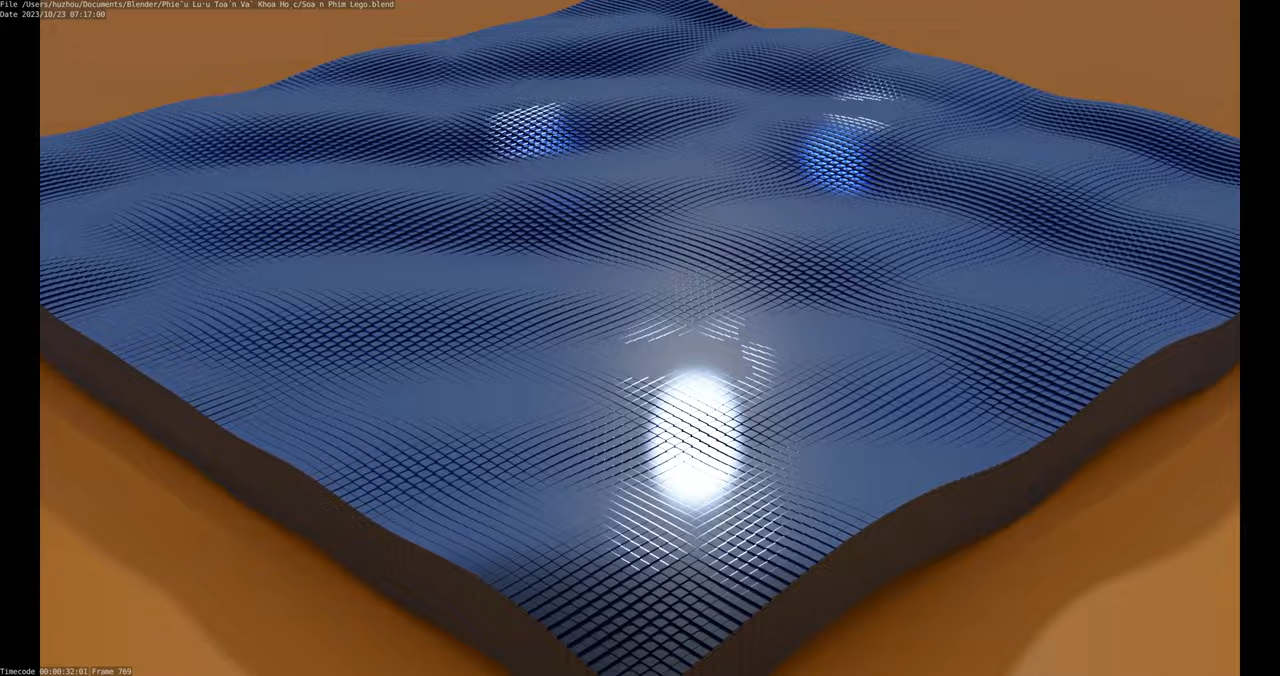 File /Users/huzhou/Documents/Blender/Phie^~u Lu+u Toa´n Va` Khoa Ho.c/Soa.n Phim Lego.blend
Date 2023/10/23 07:17:00
Timecode 00:00:32:01 Frame 769